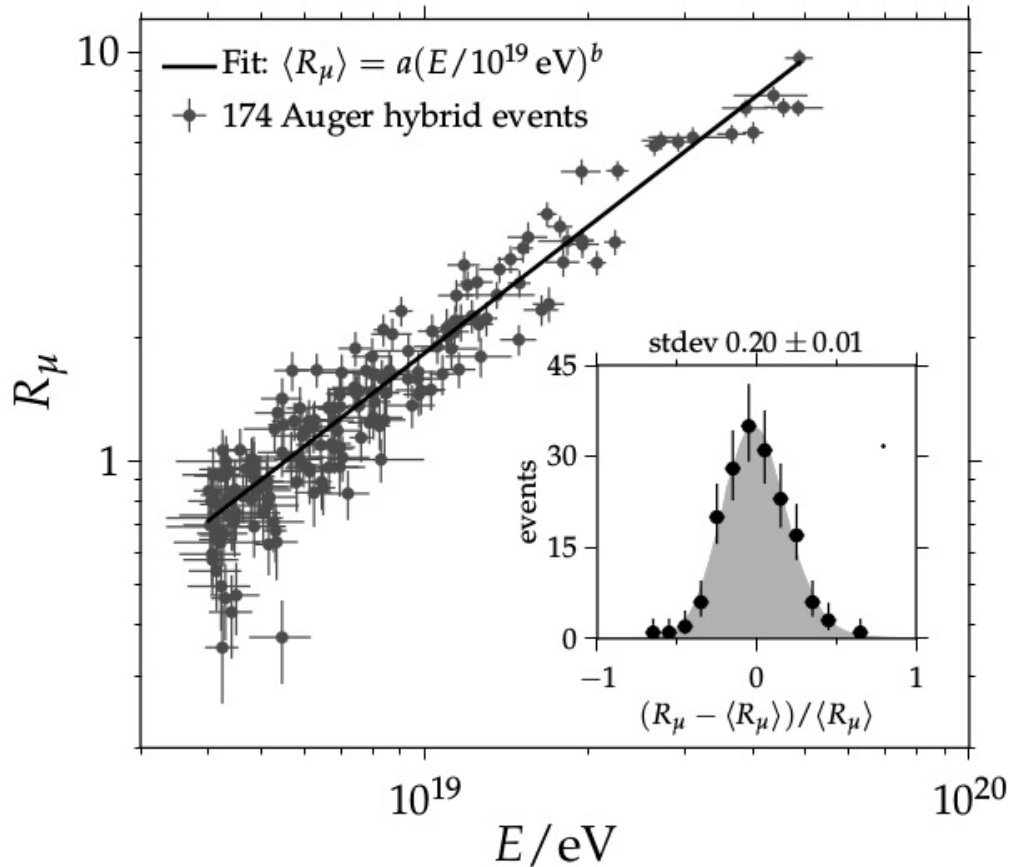 10
Fit: ⟨R_μ⟩ = a(E/10^19 eV)^b
174 Auger hybrid events
R_μ
1
stdev 0.20 ± 0.01
45
30
15
0
events
−1 0 1
(R_μ − ⟨R_μ⟩)/⟨R_μ⟩
10^19 10^20
E/eV